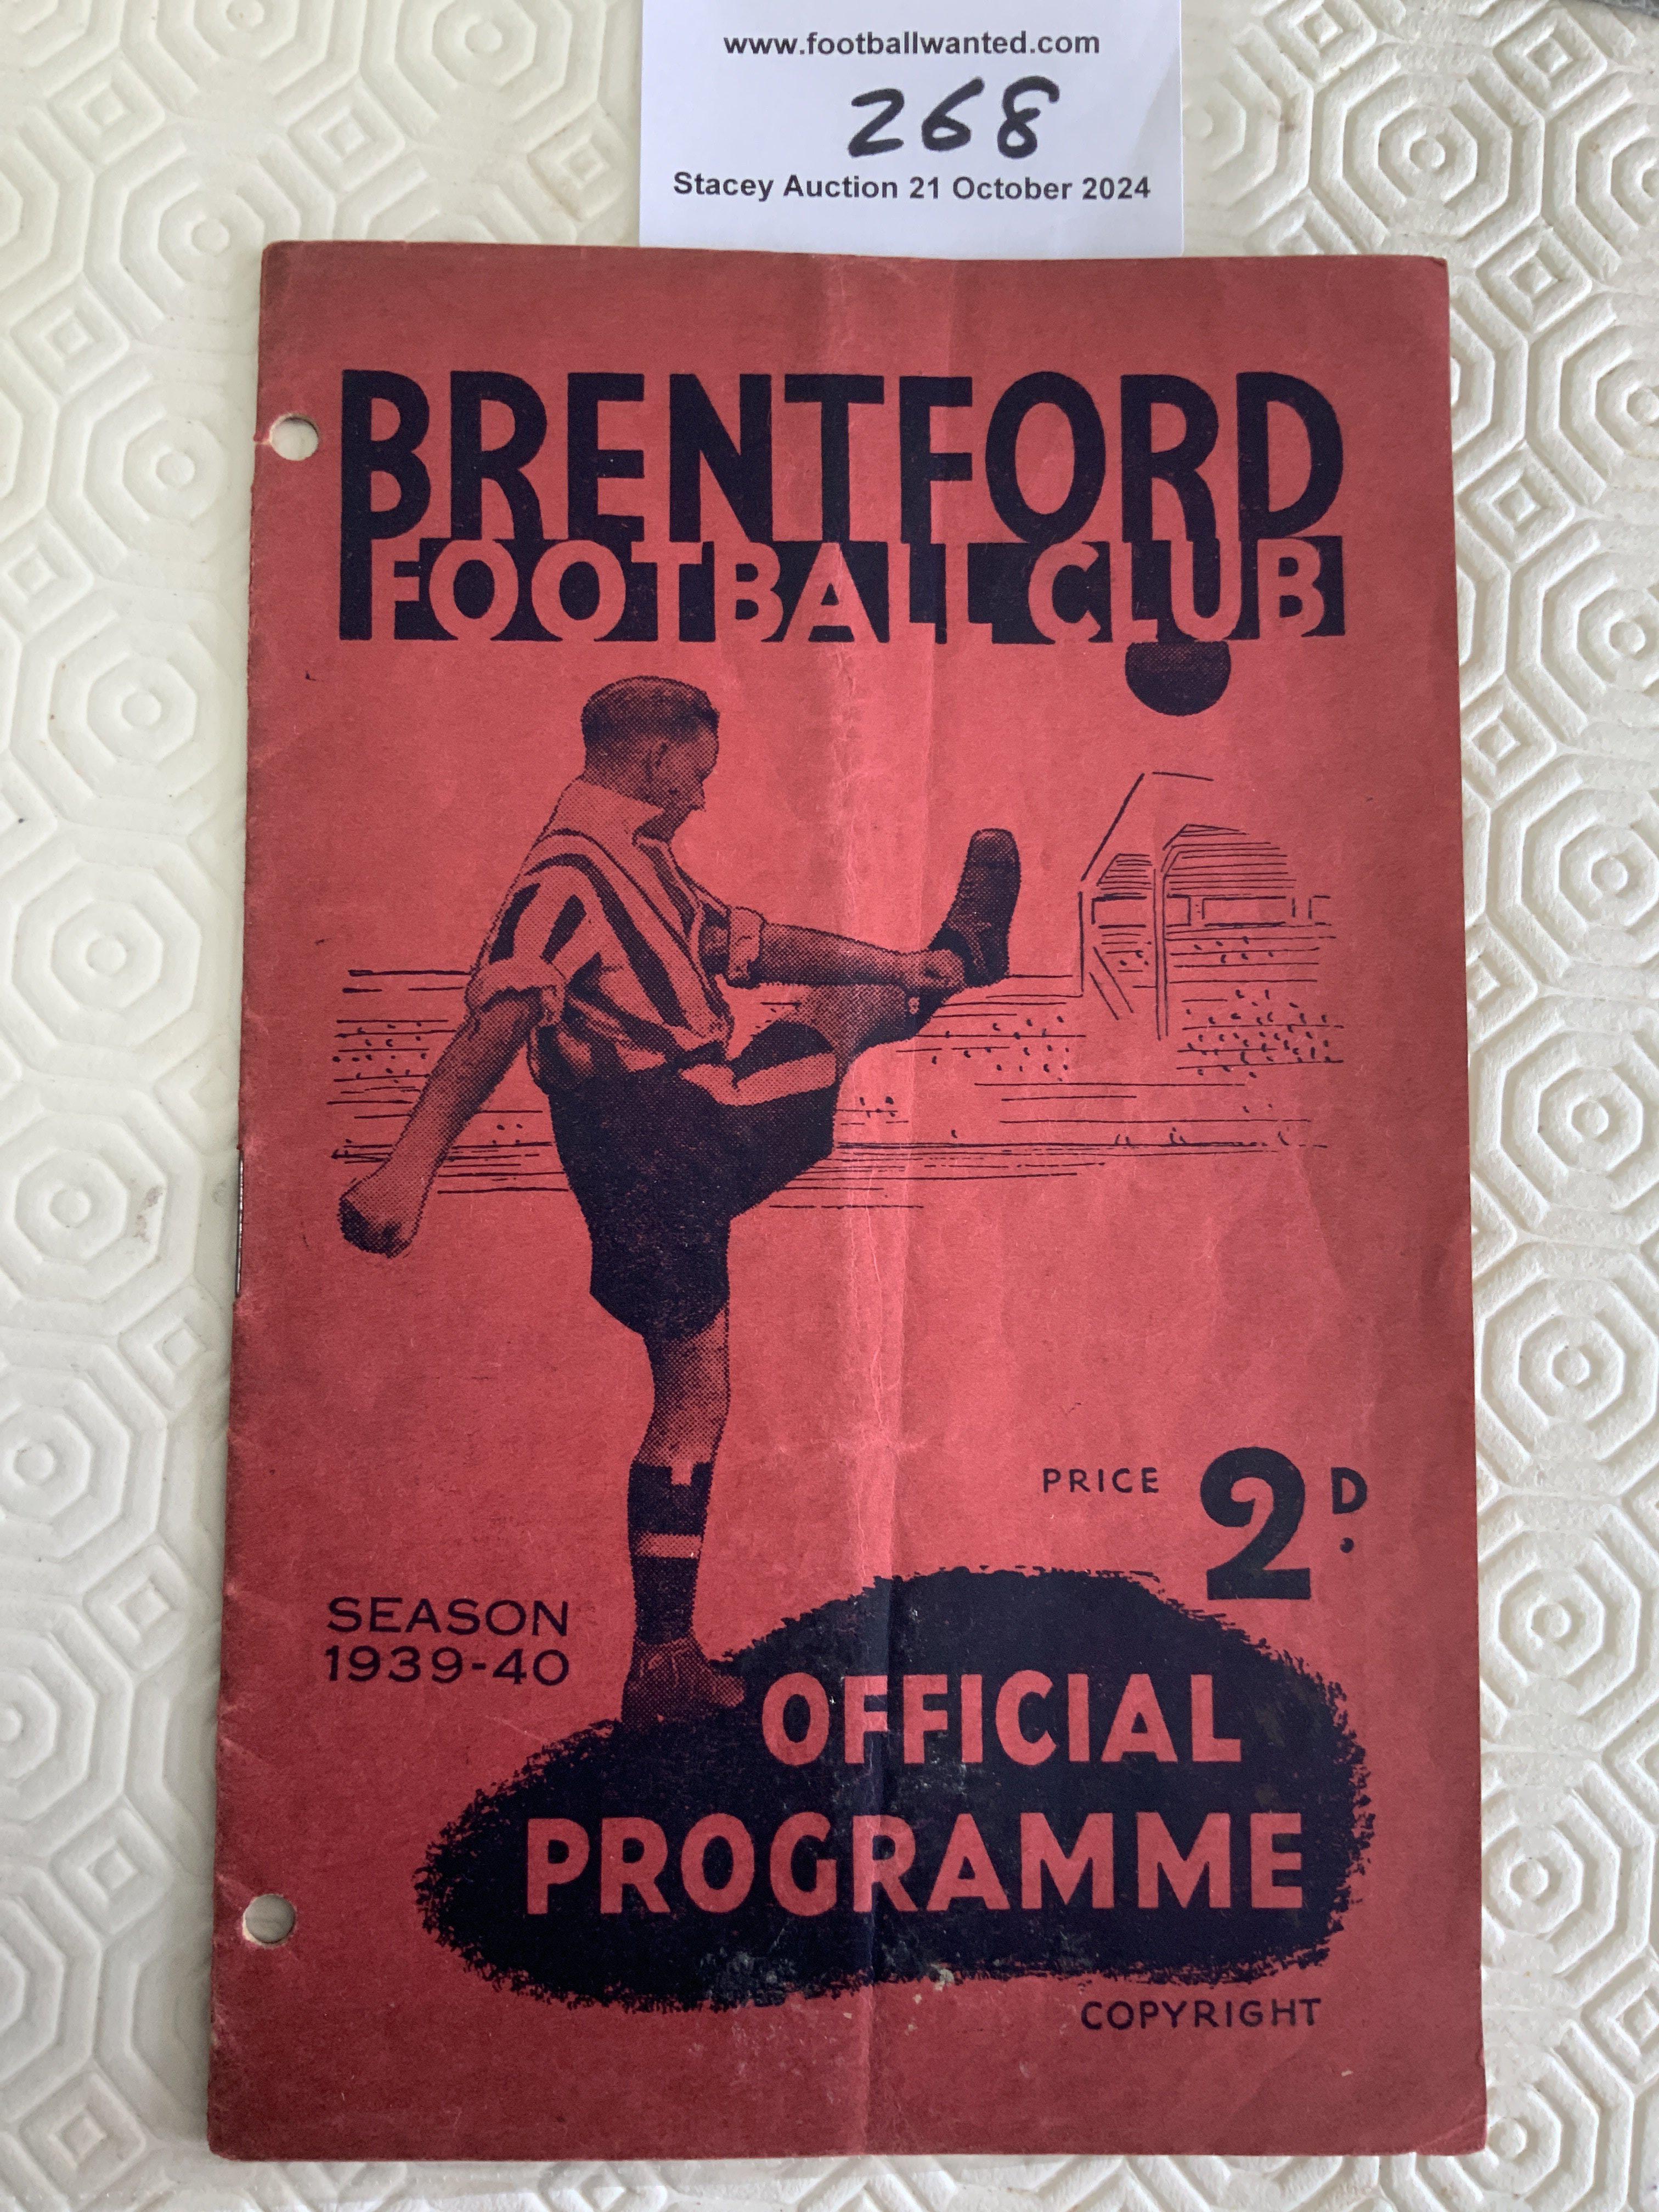 www.footballwanted.com
268
Stacey Auction 21 October 2024
BRENTFORD
FOOTBALL CLUB
PRICE 2D.
SEASON
1939-40
OFFICIAL
PROGRAMME
COPYRIGHT